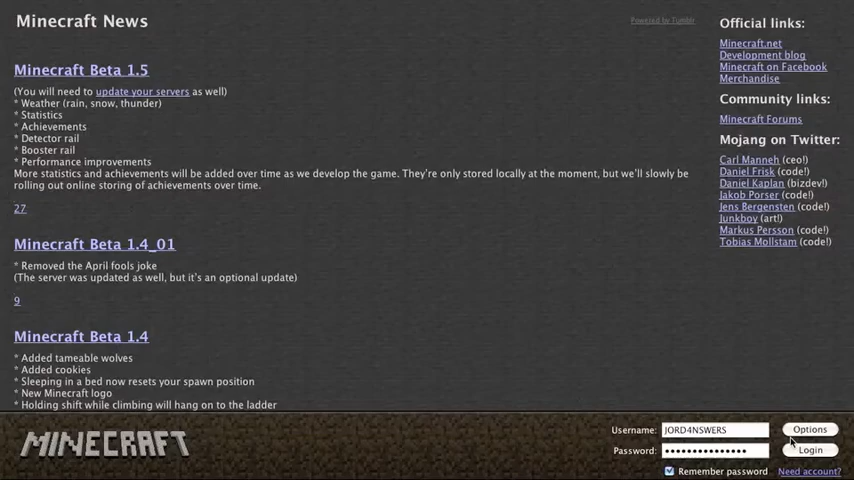 Minecraft News
Powered by Tumblr
Minecraft Beta 1.5
(You will need to update your servers as well)
* Weather (rain, snow, thunder)
* Statistics
* Achievements
* Detector rail
* Booster rail
* Performance improvements
More statistics and achievements will be added over time as we develop the game. They're only stored locally at the moment, but we'll slowly be
rolling out online storing of achievements over time.
27
Minecraft Beta 1.4_01
* Removed the April fools joke
(The server was updated as well, but it's an optional update)
9
Minecraft Beta 1.4
* Added tameable wolves
* Added cookies
* Sleeping in a bed now resets your spawn position
* New Minecraft logo
* Holding shift while climbing will hang on to the ladder
Official links:
Minecraft.net
Development blog
Minecraft on Facebook
Merchandise
Community links:
Minecraft Forums
Mojang on Twitter:
Carl Manneh (ceo!)
Daniel Frisk (code!)
Daniel Kaplan (bizdev!)
Jakob Porser (code!)
Jens Bergensten (code!)
Junkboy (art!)
Markus Persson (code!)
Tobias Mollstam (code!)
MINECRAFT
Username: JORD4NSWERS Options
Password: ••••••••••••••• Login
Remember password Need account?